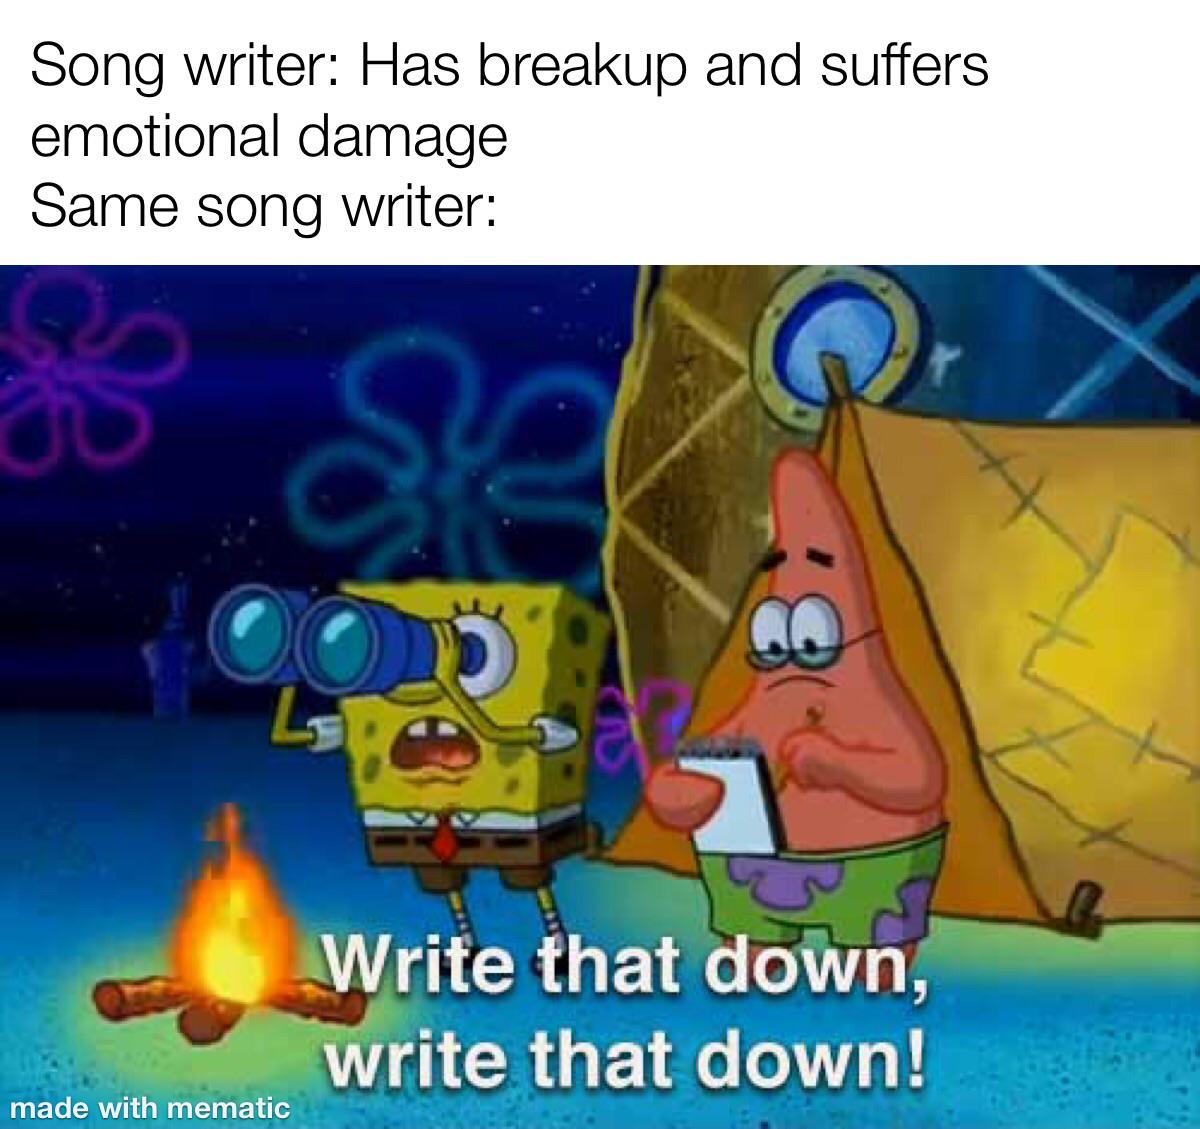 Song writer: Has breakup and suffers
emotional damage
Same song writer:
Write that down,
write that down!
made with mematic